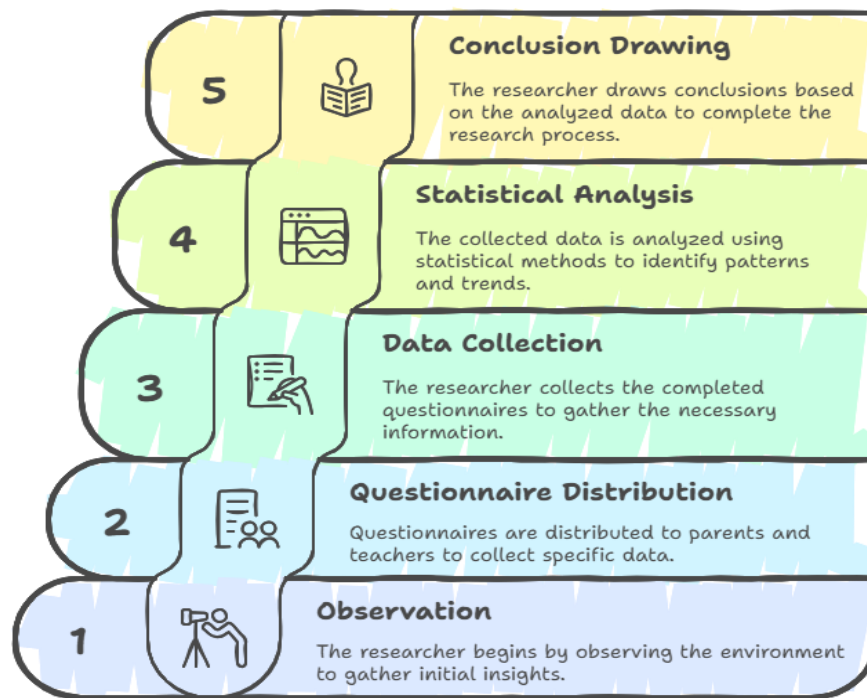 5
Conclusion Drawing
The researcher draws conclusions based
on the analyzed data to complete the
research process.
4
Statistical Analysis
The collected data is analyzed using
statistical methods to identify patterns
and trends.
3
Data Collection
The researcher collects the completed
questionnaires to gather the necessary
information.
2
Questionnaire Distribution
Questionnaires are distributed to parents and
teachers to collect specific data.
1
Observation
The researcher begins by observing the environment
to gather initial insights.